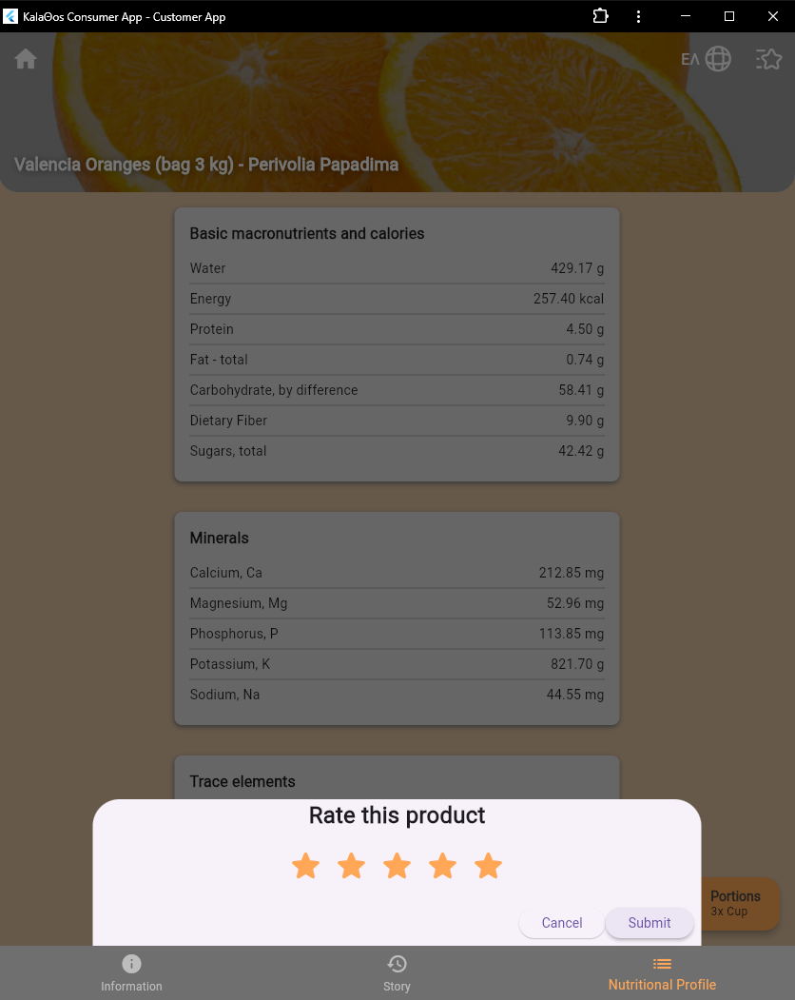 KalaΘos Consumer App - Customer App
ΕΛ
Valencia Oranges (bag 3 kg) - Perivolia Papadima
Basic macronutrients and calories
Water 429.17 g
Energy 257.40 kcal
Protein 4.50 g
Fat - total 0.74 g
Carbohydrate, by difference 58.41 g
Dietary Fiber 9.90 g
Sugars, total 42.42 g
Minerals
Calcium, Ca 212.85 mg
Magnesium, Mg 52.96 mg
Phosphorus, P 113.85 mg
Potassium, K 821.70 g
Sodium, Na 44.55 mg
Trace elements
Rate this product
Cancel Submit
Portions
3x Cup
Information Story Nutritional Profile